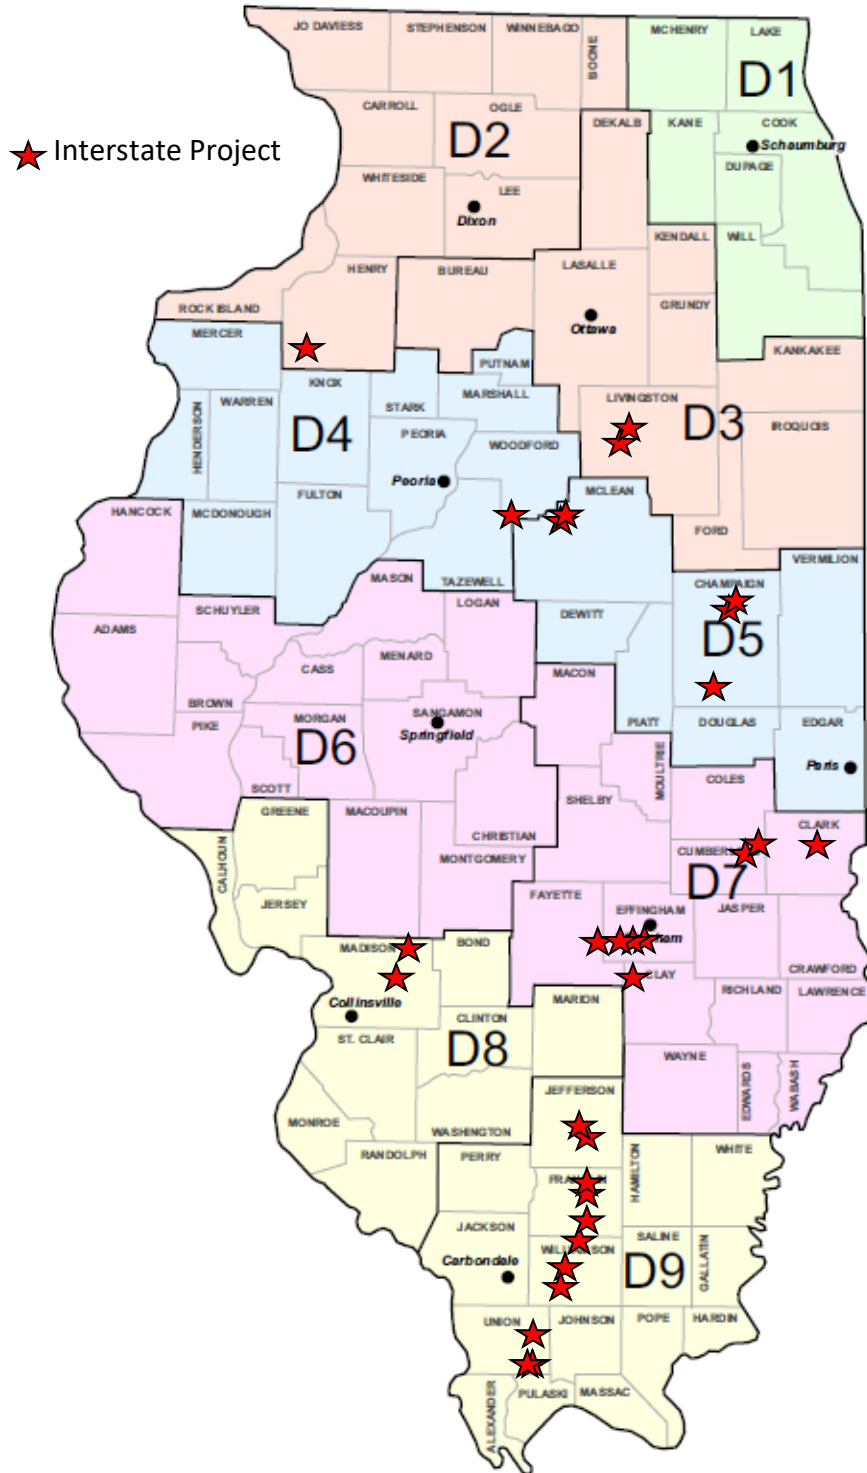 JO DAVIESS
STEPHENSON
WINNEBAGO
BOONE
MCHENRY
LAKE
D1
CARROLL
OGLE
DEKALB
KANE
COOK
Schaumburg
Interstate Project
D2
DUPAGE
WHITESIDE
LEE
Dixon
KENDALL
WILL
HENRY
BUREAU
LASALLE
ROCK ISLAND
GRUNDY
Ottawa
MERCER
KANKAKEE
PUTNAM
KNOX
MARSHALL
LIVINGSTON
WARREN
STARK
HENDERSON
D4
PEORIA
D3
IROQUOIS
WOODFORD
Peoria
FULTON
MCLEAN
HANCOCK
MCDONOUGH
FORD
VERMILION
MASON
TAZEWELL
CHAMPAIGN
LOGAN
SCHUYLER
DEWITT
ADAMS
D5
MENARD
CASS
MACON
BROWN
SANGAMON
PIKE
MORGAN
PIATT
DOUGLAS
EDGAR
Springfield
D6
MOULTRIE
Paris
COLES
SCOTT
SHELBY
GREENE
MACOUPIN
CLARK
CHRISTIAN
CALHOUN
MONTGOMERY
D7
FAYETTE
EFFINGHAM
JASPER
JERSEY
MADISON
BOND
CRAWFORD
RICHLAND
LAWRENCE
MARION
Collinsville
CLINTON
ST. CLAIR
D8
WAYNE
EDWARDS
WABASH
JEFFERSON
MONROE
WASHINGTON
RANDOLPH
PERRY
HAMILTON
WHITE
JACKSON
SALINE
GALLATIN
Carbondale
D9
UNION
JOHNSON
POPE
HARDIN
PULASKI
MASSAC
ALEXANDER